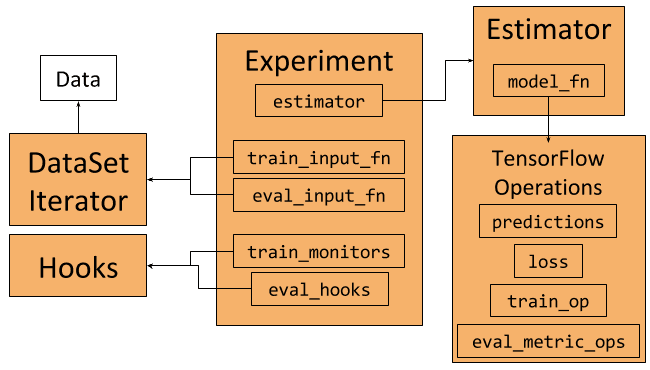 Data
DataSet
Iterator
Hooks
Experiment
estimator
train_input_fn
eval_input_fn
train_monitors
eval_hooks
Estimator
model_fn
TensorFlow
Operations
predictions
loss
train_op
eval_metric_ops